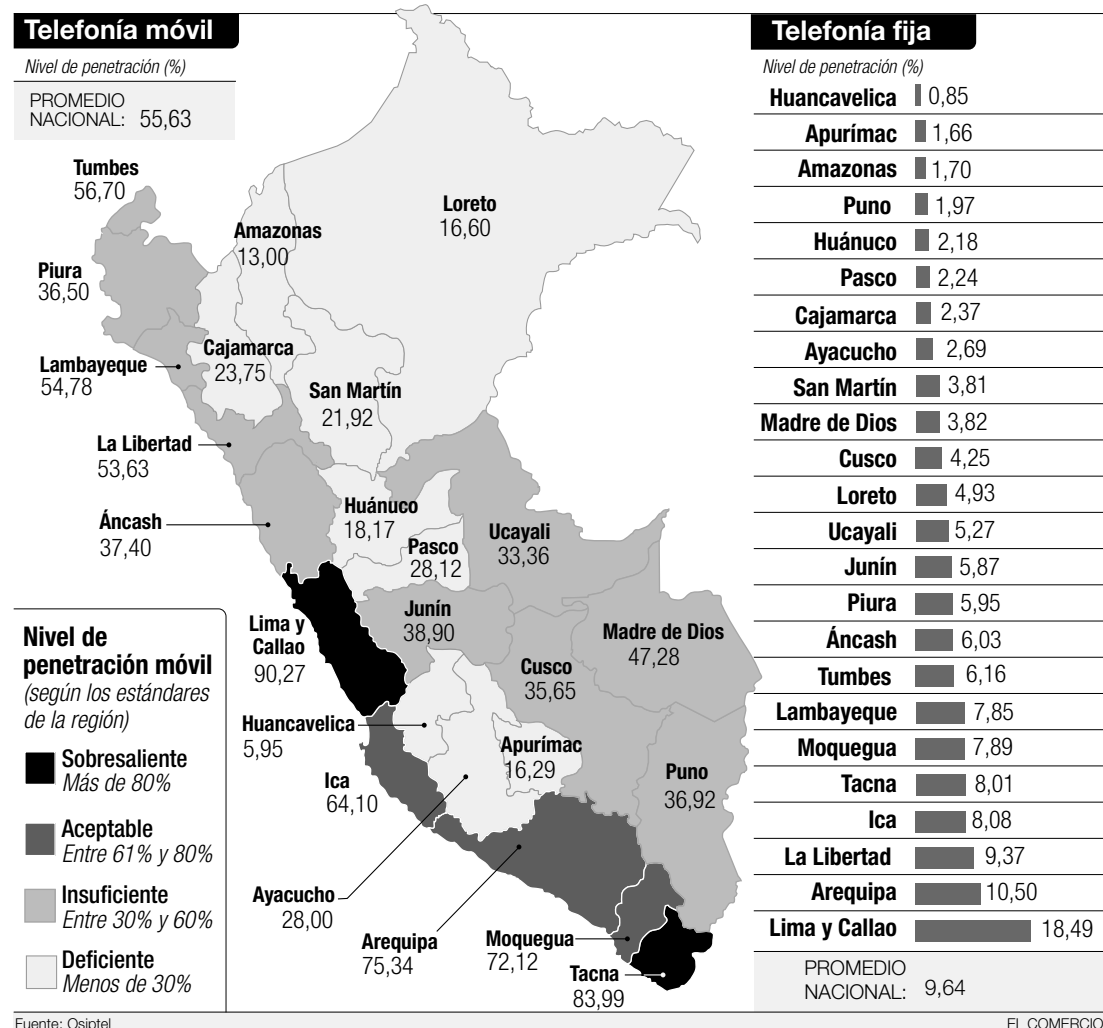 Telefonía móvil
Nivel de penetración (%)
PROMEDIO
NACIONAL: 55,63
Tumbes
56,70
Piura
36,50
Lambayeque
54,78
La Libertad
53,63
Áncash
37,40
Amazonas
13,00
Cajamarca
23,75
Loreto
16,60
San Martín
21,92
Huánuco
18,17
Pasco
28,12
Ucayali
33,36
Lima y
Callao
90,27
Junín
38,90
Madre de Dios
47,28
Cusco
35,65
Huancavelica
5,95
Apurímac
16,29
Ica
64,10
Puno
36,92
Ayacucho
28,00
Arequipa
75,34
Moquegua
72,12
Tacna
83,99
Nivel de
penetración móvil
(según los estándares
de la región)
Sobresaliente
Más de 80%
Aceptable
Entre 61% y 80%
Insuficiente
Entre 30% y 60%
Deficiente
Menos de 30%
Telefonía fija
Nivel de penetración (%)
Huancavelica 0,85
Apurímac 1,66
Amazonas 1,70
Puno 1,97
Huánuco 2,18
Pasco 2,24
Cajamarca 2,37
Ayacucho 2,69
San Martín 3,81
Madre de Dios 3,82
Cusco 4,25
Loreto 4,93
Ucayali 5,27
Junín 5,87
Piura 5,95
Áncash 6,03
Tumbes 6,16
Lambayeque 7,85
Moquegua 7,89
Tacna 8,01
Ica 8,08
La Libertad 9,37
Arequipa 10,50
Lima y Callao 18,49
PROMEDIO
NACIONAL: 9,64
Fuente: Osiptel
EL COMERCIO